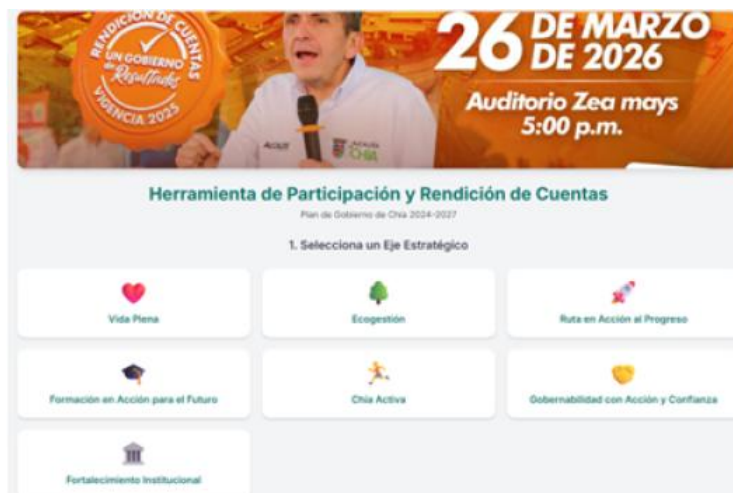 RENDICIÓN DE CUENTAS
UN GOBIERNO
de Resultados
VIGENCIA 2025
26 DE MARZO
DE 2026
Auditorio Zea mays
5:00 p.m.
ALCALDÍA
CHÍA
Herramienta de Participación y Rendición de Cuentas
Plan de Gobierno de Chía 2024-2027
1. Selecciona un Eje Estratégico
Vida Plena
Ecogestión
Ruta en Acción al Progreso
Formación en Acción para el Futuro
Chía Activa
Gobernabilidad con Acción y Confianza
Fortalecimiento Institucional